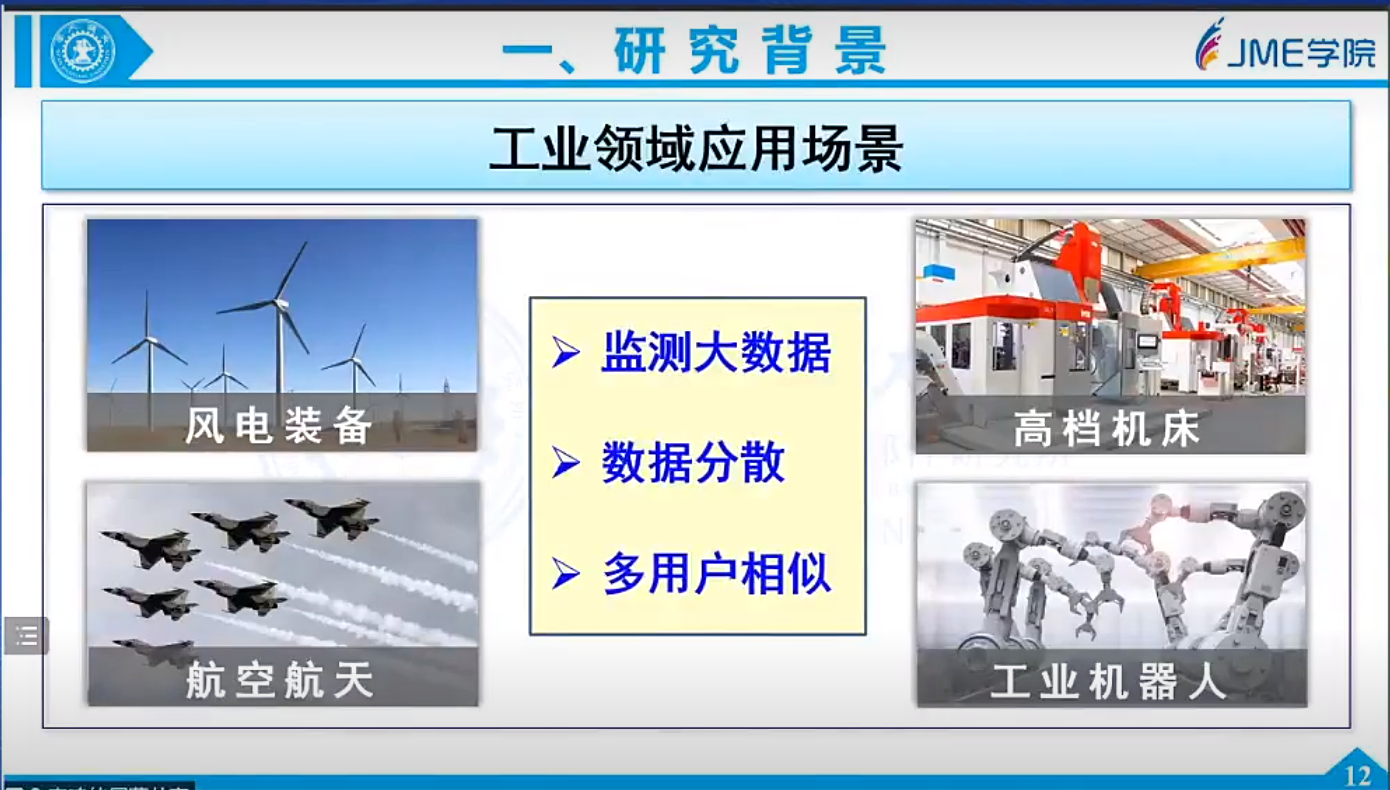 一、研究背景
JME学院
工业领域应用场景
风电装备
高档机床
监测大数据
数据分散
多用户相似
航空航天
工业机器人
12